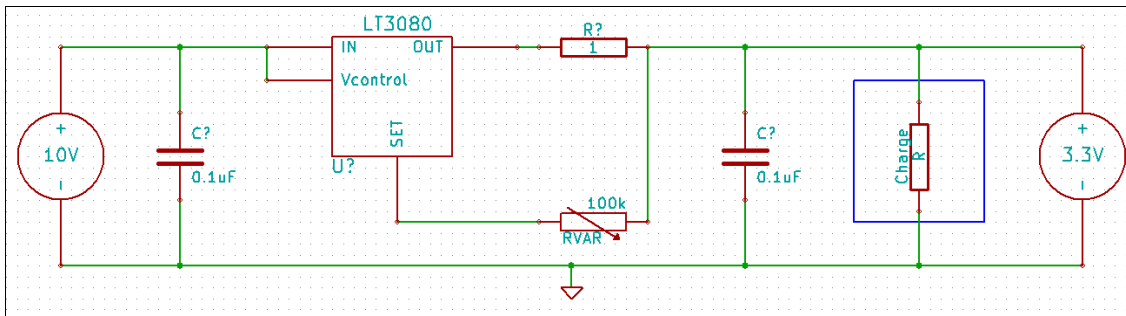 LT3080
IN
OUT
Vcontrol
SET
U?
R?
1
+
10V
-
C?
0.1uF
100k
RVAR
C?
0.1uF
Charge
R
+
3.3V
-